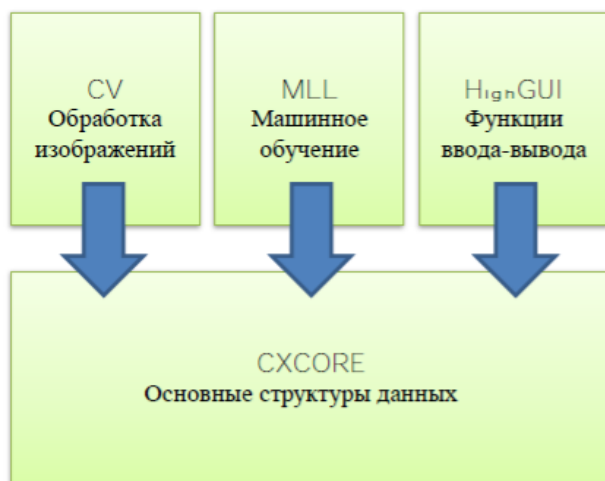 CV
Обработка
изображений
MLL
Машинное
обучение
HighGUI
Функции
ввода-вывода
CXCORE
Основные структуры данных